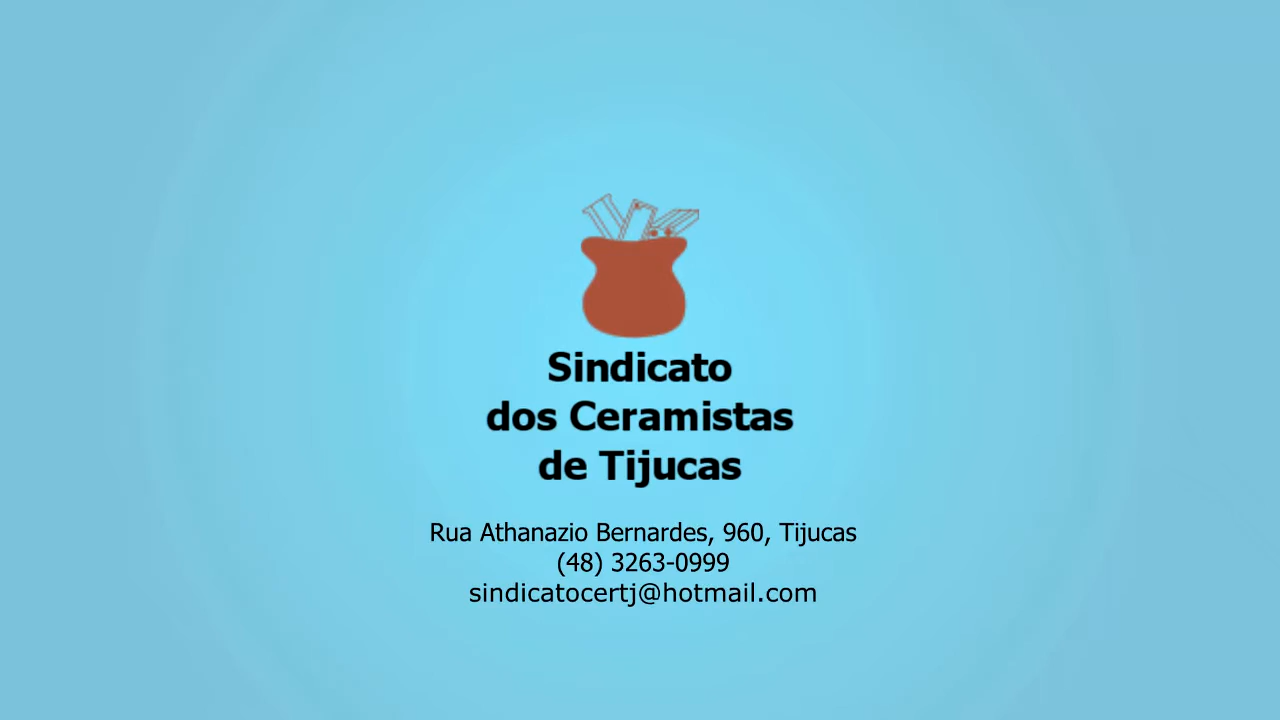 Sindicato
dos Ceramistas
de Tijucas
Rua Athanazio Bernardes, 960, Tijucas
(48) 3263-0999
sindicatocertj@hotmail.com